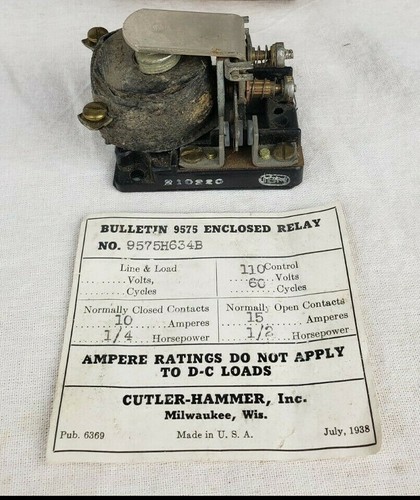 BULLETIN 9575 ENCLOSED RELAY
NO. 9575H634B
Line & Load
........Volts,
........Cycles
110 Control
........Volts
60 ....Cycles
Normally Closed Contacts
10 Amperes
1/4 Horsepower
Normally Open Contacts
15 Amperes
1/2 Horsepower
AMPERE RATINGS DO NOT APPLY
TO D-C LOADS
CUTLER-HAMMER, Inc.
Milwaukee, Wis.
Pub. 6369 Made in U. S. A. July, 1938